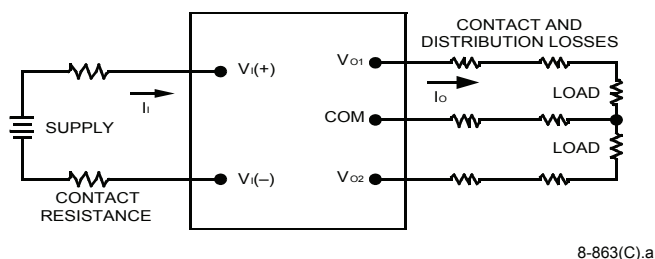 CONTACT AND
DISTRIBUTION LOSSES
VI(+)
VO1
II
IO
LOAD
SUPPLY
COM
LOAD
VI(–)
VO2
CONTACT
RESISTANCE
8-863(C).a